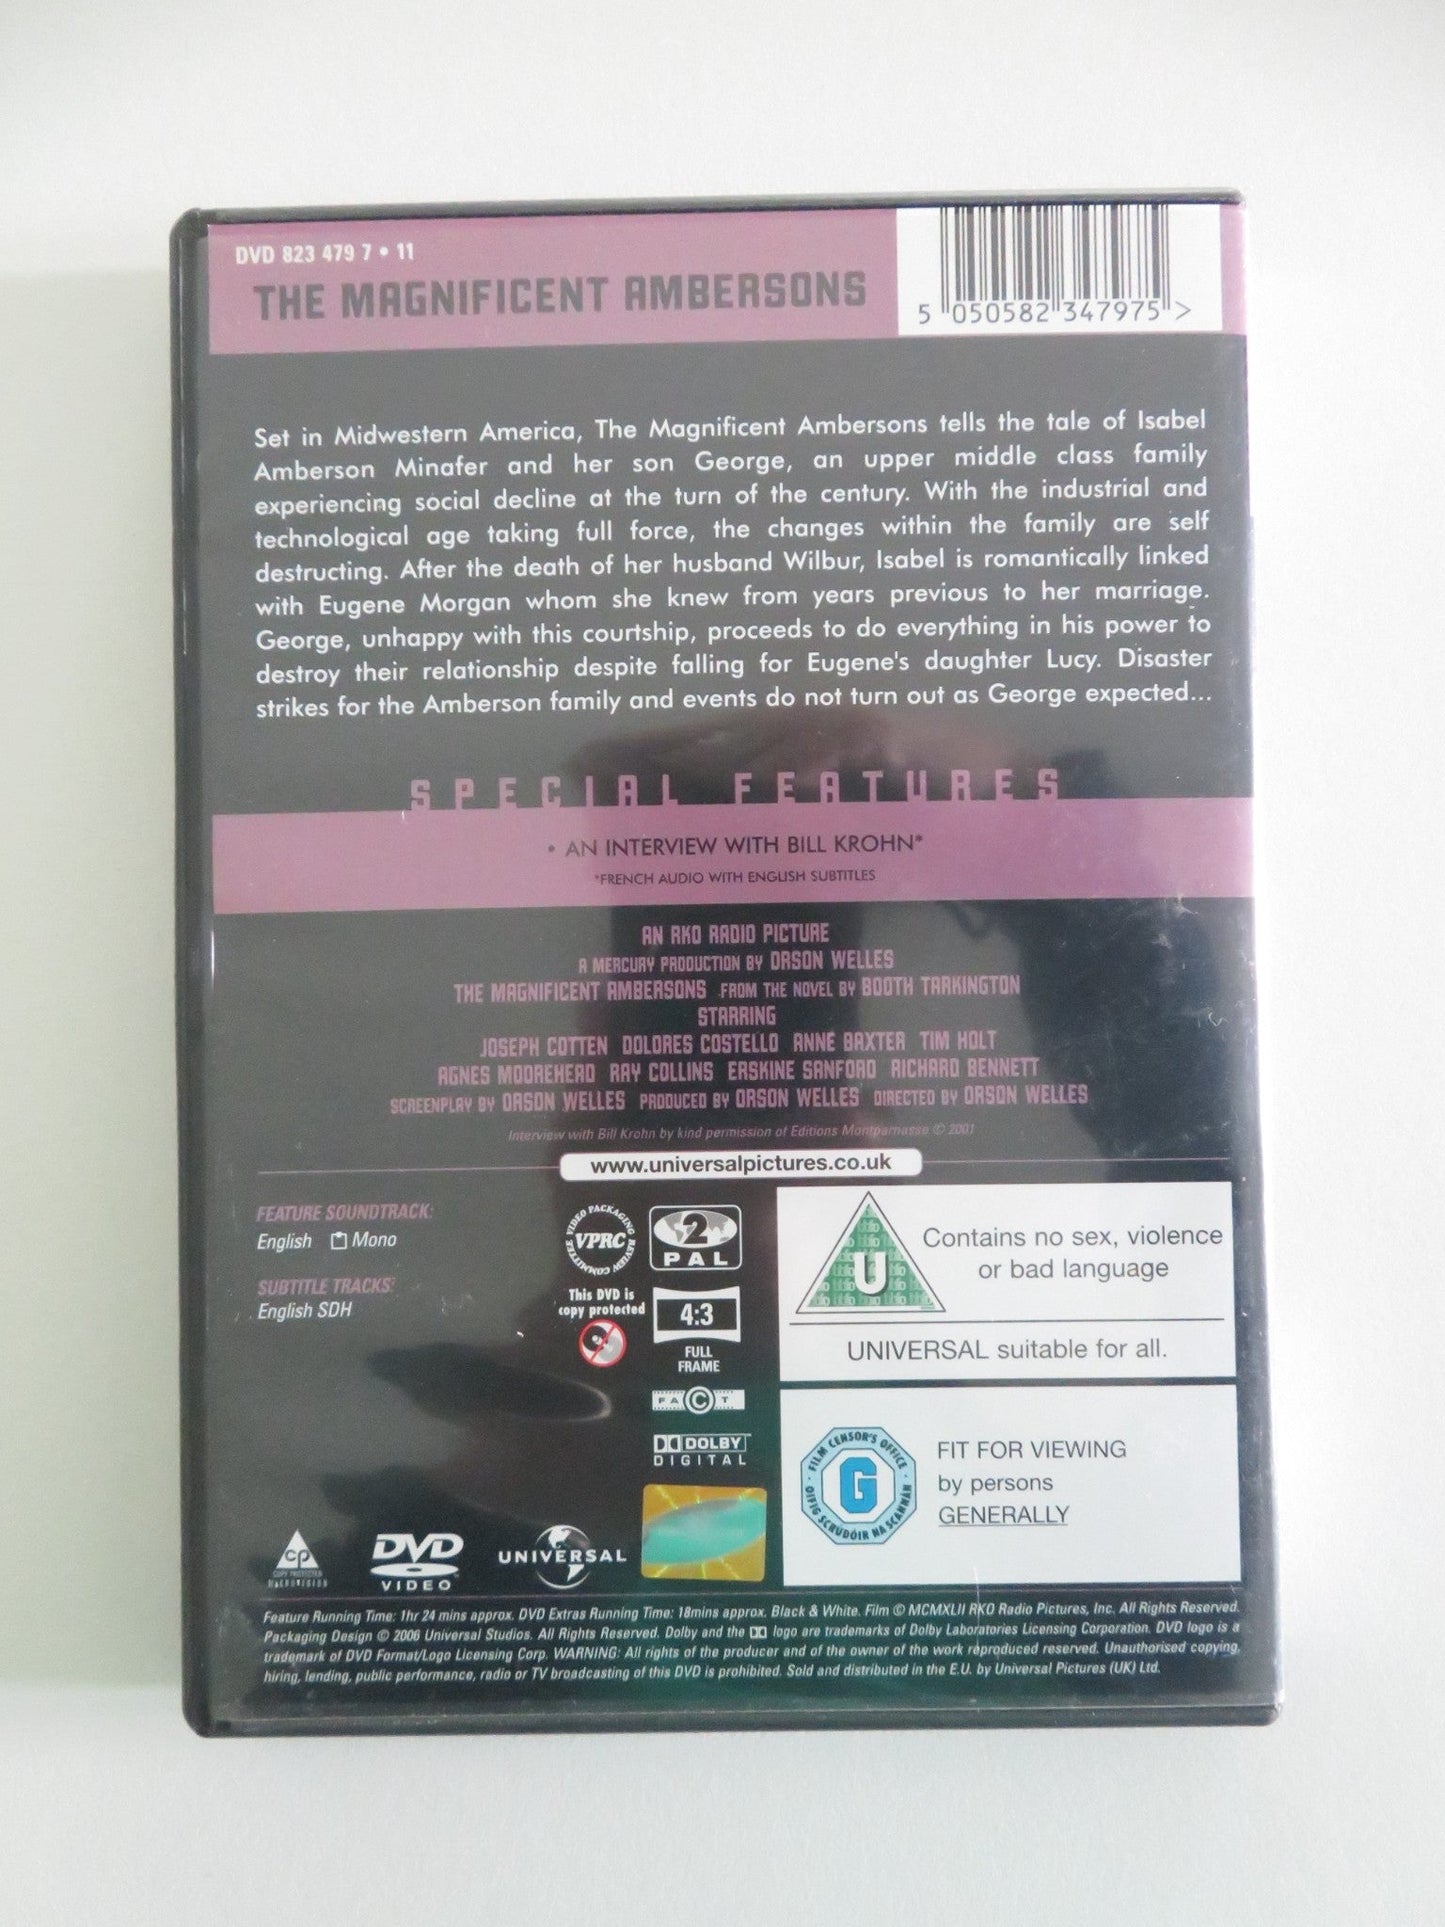 DVD 823 479 7 • 11
THE MAGNIFICENT AMBERSONS
5 050582 347975 >
Set in Midwestern America, The Magnificent Ambersons tells the tale of Isabel
Amberson Minafer and her son George, an upper middle class family
experiencing social decline at the turn of the century. With the industrial and
technological age taking full force, the changes within the family are self
destructing. After the death of her husband Wilbur, Isabel is romantically linked
with Eugene Morgan whom she knew from years previous to her marriage.
George, unhappy with this courtship, proceeds to do everything in his power to
destroy their relationship despite falling for Eugene's daughter Lucy. Disaster
strikes for the Amberson family and events do not turn out as George expected...
SPECIAL FEATURES
• AN INTERVIEW WITH BILL KROHN*
*FRENCH AUDIO WITH ENGLISH SUBTITLES
AN RKO RADIO PICTURE
A MERCURY PRODUCTION BY ORSON WELLES
THE MAGNIFICENT AMBERSONS FROM THE NOVEL BY BOOTH TARKINGTON
STARRING
JOSEPH COTTEN DOLORES COSTELLO ANNE BAXTER TIM HOLT
AGNES MOOREHEAD RAY COLLINS ERSKINE SANFORD RICHARD BENNETT
SCREENPLAY BY ORSON WELLES PRODUCED BY ORSON WELLES DIRECTED BY ORSON WELLES
Interview with Bill Krohn by kind permission of Editions Montparnasse © 2001
www.universalpictures.co.uk
FEATURE SOUNDTRACK:
English Mono
SUBTITLE TRACKS:
English SDH
VIDEO PACKAGING REVIEW COMMITTEE
VPRC
This DVD is
copy protected
2
PAL
4:3
FULL
FRAME
FACT
DOLBY
DIGITAL
U
Contains no sex, violence
or bad language
UNIVERSAL suitable for all.
FILM CENSOR'S OFFICE
G
OIFIG SCRÚDÓIR NA SCANNÁN
FIT FOR VIEWING
by persons
GENERALLY
CP
COPY PROTECTED
MACROVISION
DVD
VIDEO
UNIVERSAL
Feature Running Time: 1hr 24 mins approx. DVD Extras Running Time: 18mins approx. Black & White. Film © MCMXLII RKO Radio Pictures, Inc. All Rights Reserved.
Packaging Design © 2006 Universal Studios. All Rights Reserved. Dolby and the logo are trademarks of Dolby Laboratories Licensing Corporation. DVD logo is a
trademark of DVD Format/Logo Licensing Corp. WARNING: All rights of the producer and of the owner of the work reproduced reserved. Unauthorised copying,
hiring, lending, public performance, radio or TV broadcasting of this DVD is prohibited. Sold and distributed in the E.U. by Universal Pictures (UK) Ltd.